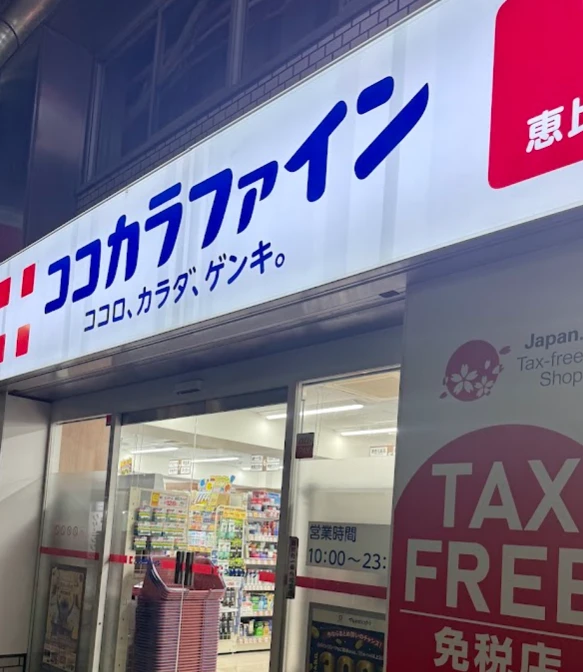 ココカラファイン
ココロ、カラダ、ゲンキ。
恵
Japan.
Tax-free
Shop
TAX
FREE
免税店
営業時間
10:00～23: